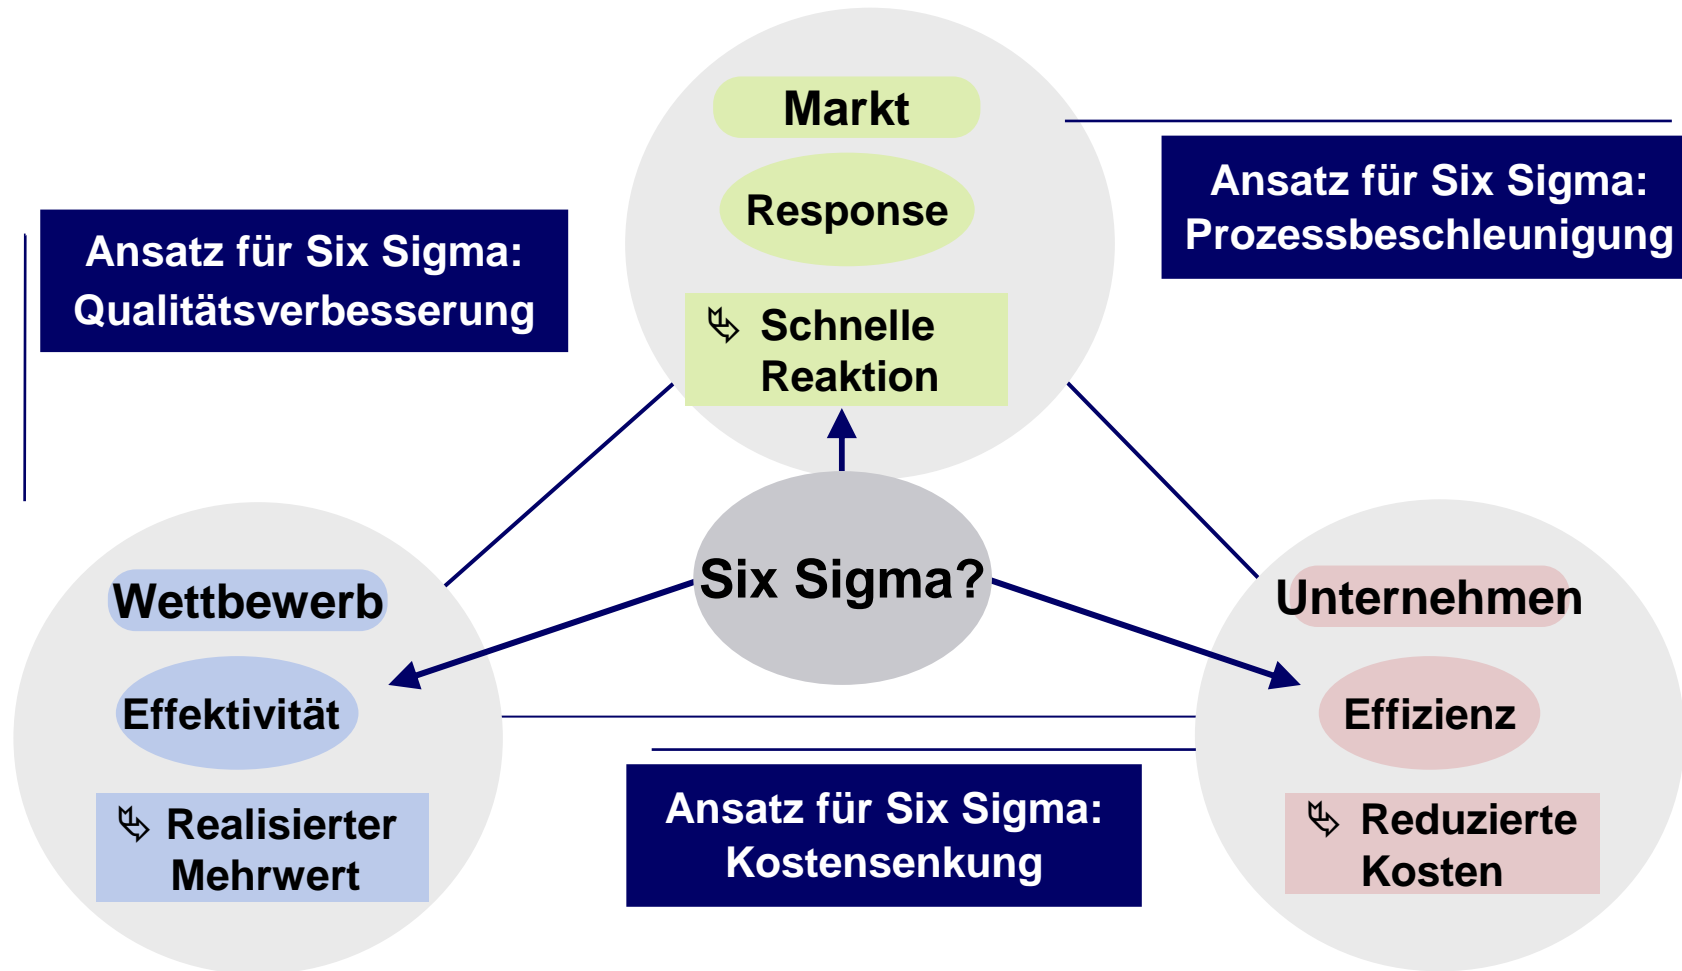 Markt
Response
Schnelle
Reaktion
Ansatz für Six Sigma:
Prozessbeschleunigung
Ansatz für Six Sigma:
Qualitätsverbesserung
Six Sigma?
Wettbewerb
Effektivität
Realisierter
Mehrwert
Unternehmen
Effizienz
Reduzierte
Kosten
Ansatz für Six Sigma:
Kostensenkung